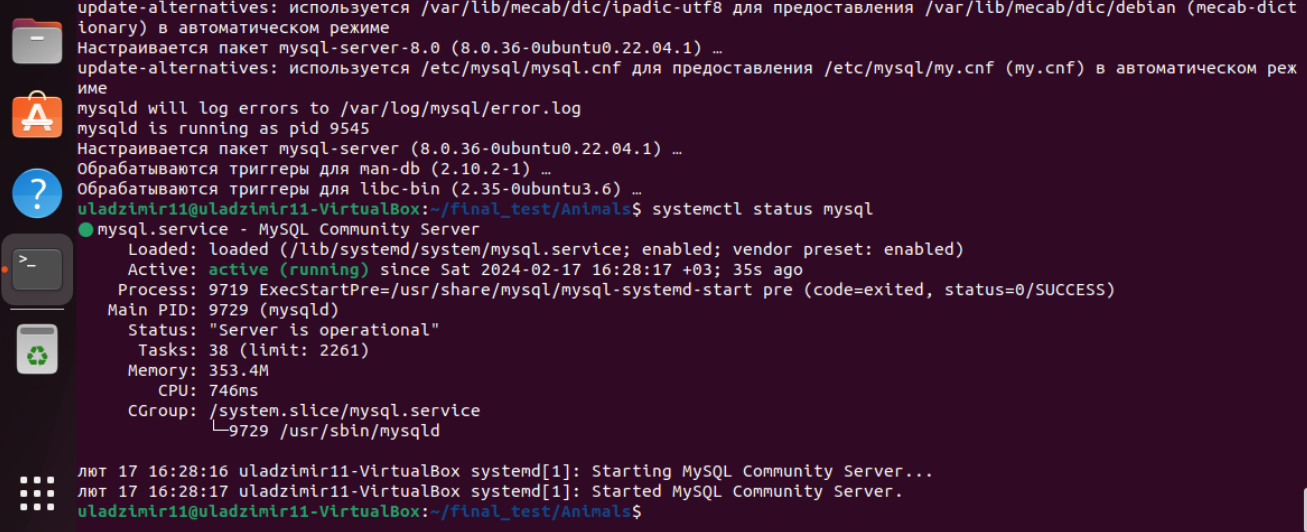 update-alternatives: используется /var/lib/mecab/dic/ipadic-utf8 для предоставления /var/lib/mecab/dic/debian (mecab-dict
ionary) в автоматическом режиме
Настраивается пакет mysql-server-8.0 (8.0.36-0ubuntu0.22.04.1) …
update-alternatives: используется /etc/mysql/mysql.cnf для предоставления /etc/mysql/my.cnf (my.cnf) в автоматическом реж
име
mysqld will log errors to /var/log/mysql/error.log
mysqld is running as pid 9545
Настраивается пакет mysql-server (8.0.36-0ubuntu0.22.04.1) …
Обрабатываются триггеры для man-db (2.10.2-1) …
Обрабатываются триггеры для libc-bin (2.35-0ubuntu3.6) …
uladzimir11@uladzimir11-VirtualBox:~/final_test/Animals$ systemctl status mysql
● mysql.service - MySQL Community Server
Loaded: loaded (/lib/systemd/system/mysql.service; enabled; vendor preset: enabled)
Active: active (running) since Sat 2024-02-17 16:28:17 +03; 35s ago
Process: 9719 ExecStartPre=/usr/share/mysql/mysql-systemd-start pre (code=exited, status=0/SUCCESS)
Main PID: 9729 (mysqld)
Status: "Server is operational"
Tasks: 38 (limit: 2261)
Memory: 353.4M
CPU: 746ms
CGroup: /system.slice/mysql.service
└─9729 /usr/sbin/mysqld
лют 17 16:28:16 uladzimir11-VirtualBox systemd[1]: Starting MySQL Community Server...
лют 17 16:28:17 uladzimir11-VirtualBox systemd[1]: Started MySQL Community Server.
uladzimir11@uladzimir11-VirtualBox:~/final_test/Animals$